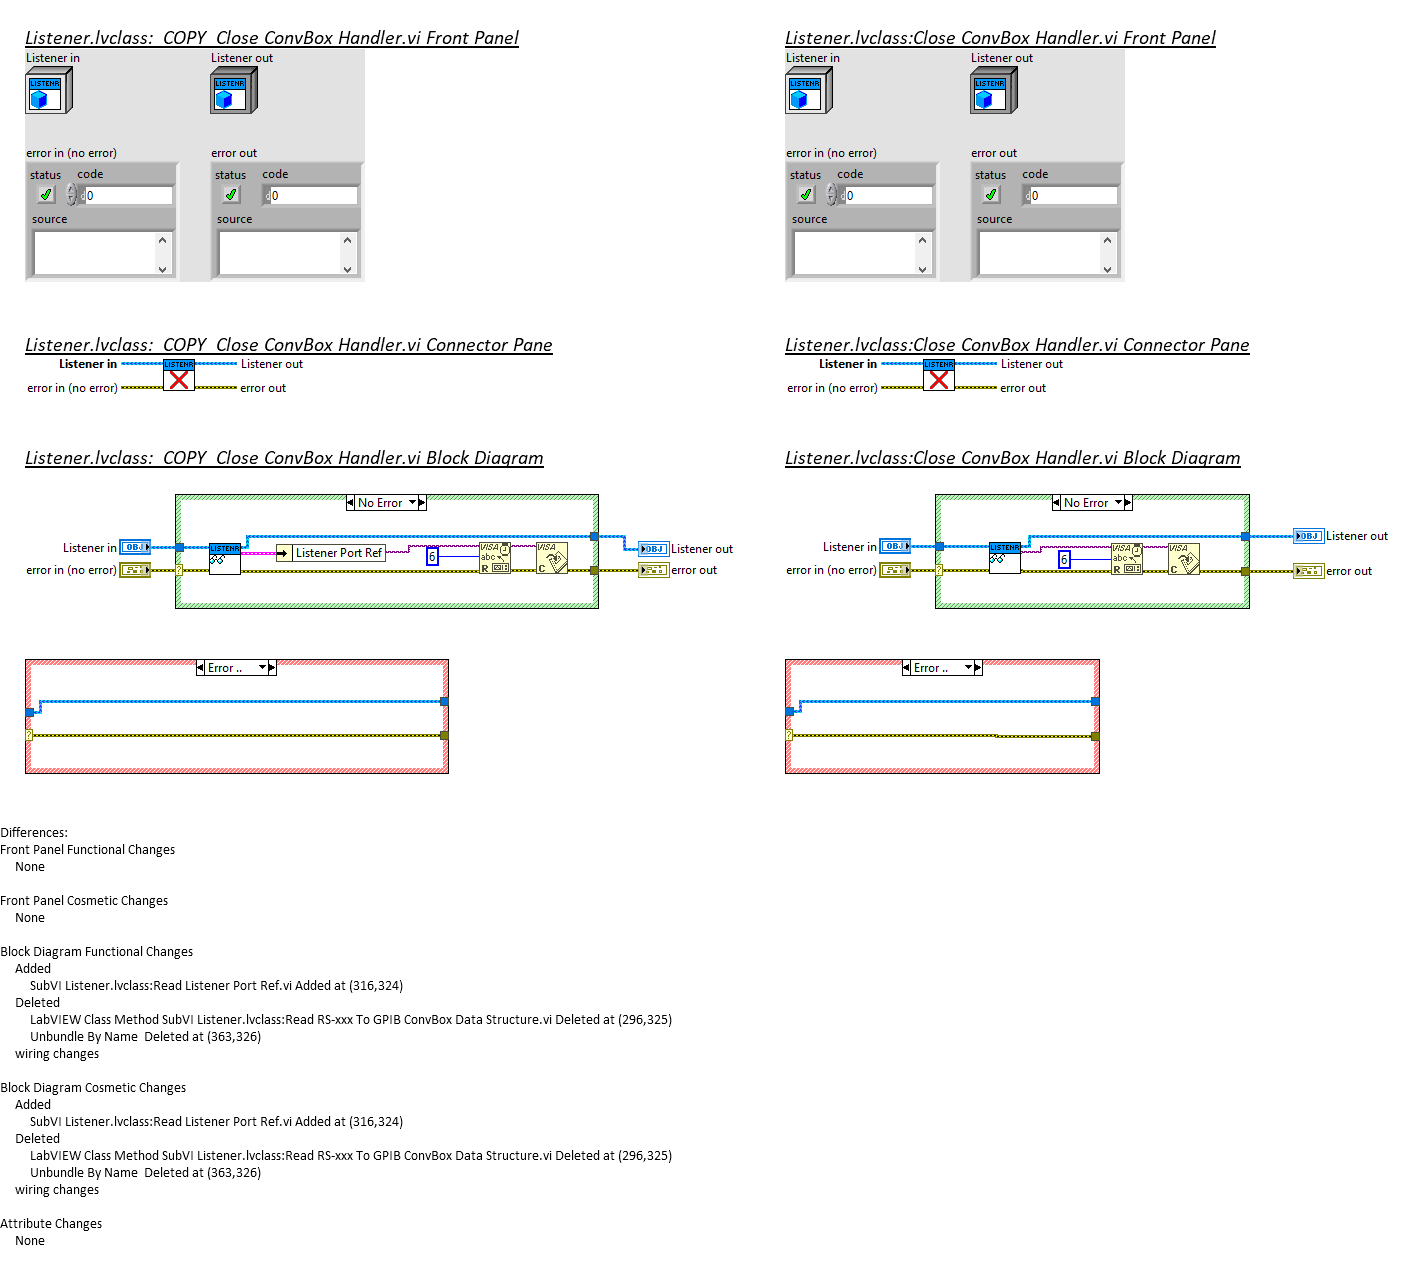 Listener.lvclass:  COPY  Close ConvBox Handler.vi Front Panel
Listener in
Listener out
LISTENR
LISTENR
error in (no error)
error out
status
code
status
code
0
0
source
source
Listener.lvclass:Close ConvBox Handler.vi Front Panel
Listener in
Listener out
LISTENR
LISTENR
error in (no error)
error out
status
code
status
code
0
0
source
source
Listener.lvclass:  COPY  Close ConvBox Handler.vi Connector Pane
Listener in
LISTENR
Listener out
error in (no error)
error out
Listener.lvclass:Close ConvBox Handler.vi Connector Pane
Listener in
LISTENR
Listener out
error in (no error)
error out
Listener.lvclass:  COPY  Close ConvBox Handler.vi Block Diagram
No Error
Listener in
OBJ
LISTENR
Listener Port Ref
6
VISA
abc
R
VISA
C
OBJ
Listener out
error in (no error)
?
error out
Error ..
?
Listener.lvclass:Close ConvBox Handler.vi Block Diagram
No Error
Listener in
OBJ
LISTENR
6
VISA
abc
R
VISA
C
OBJ
Listener out
error in (no error)
?
error out
Error ..
?
Differences:
Front Panel Functional Changes
None
Front Panel Cosmetic Changes
None
Block Diagram Functional Changes
Added
SubVI Listener.lvclass:Read Listener Port Ref.vi Added at (316,324)
Deleted
LabVIEW Class Method SubVI Listener.lvclass:Read RS-xxx To GPIB ConvBox Data Structure.vi Deleted at (296,325)
Unbundle By Name  Deleted at (363,326)
wiring changes
Block Diagram Cosmetic Changes
Added
SubVI Listener.lvclass:Read Listener Port Ref.vi Added at (316,324)
Deleted
LabVIEW Class Method SubVI Listener.lvclass:Read RS-xxx To GPIB ConvBox Data Structure.vi Deleted at (296,325)
Unbundle By Name  Deleted at (363,326)
wiring changes
Attribute Changes
None